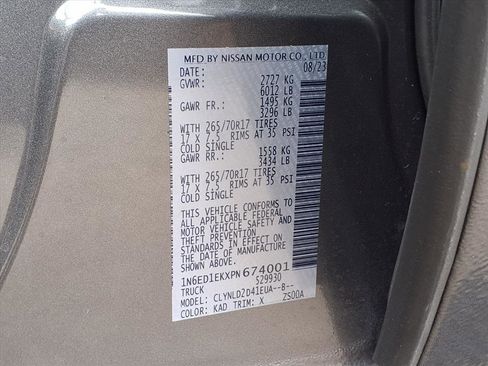 MFD BY NISSAN MOTOR CO., LTD.
DATE: 08/23
GVWR: 2727 KG
6012 LB
GAWR FR.: 1495 KG
3296 LB
WITH 265/70R17 TIRES
17 X 7.5 RIMS AT 35 PSI
COLD SINGLE
GAWR RR.: 1558 KG
3434 LB
WITH 265/70R17 TIRES
17 X 7.5 RIMS AT 35 PSI
COLD SINGLE
THIS VEHICLE CONFORMS TO
ALL APPLICABLE FEDERAL
MOTOR VEHICLE SAFETY AND
THEFT PREVENTION
STANDARDS IN EFFECT ON
THE DATE OF MANUFACTURE
SHOWN ABOVE.
1N6ED1EKXPN674001
TRUCK 529930
MODEL: CLYNLD2D41EUA--B--
COLOR: KAD TRIM: X ZS00A